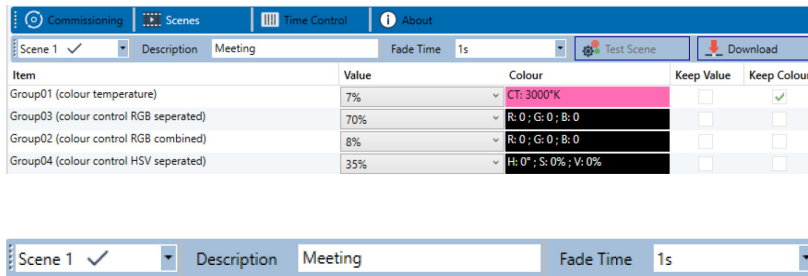 Commissioning Scenes Time Control About
Scene 1 Description Meeting Fade Time 1s Test Scene Download
Item Value Colour Keep Value Keep Colour
Group01 (colour temperature) 7% CT: 3000°K
Group03 (colour control RGB seperated) 70% R: 0 ; G: 0 ; B: 0
Group02 (colour control RGB combined) 8% R: 0 ; G: 0 ; B: 0
Group04 (colour control HSV seperated) 35% H: 0° ; S: 0% ; V: 0%
Scene 1 Description Meeting Fade Time 1s